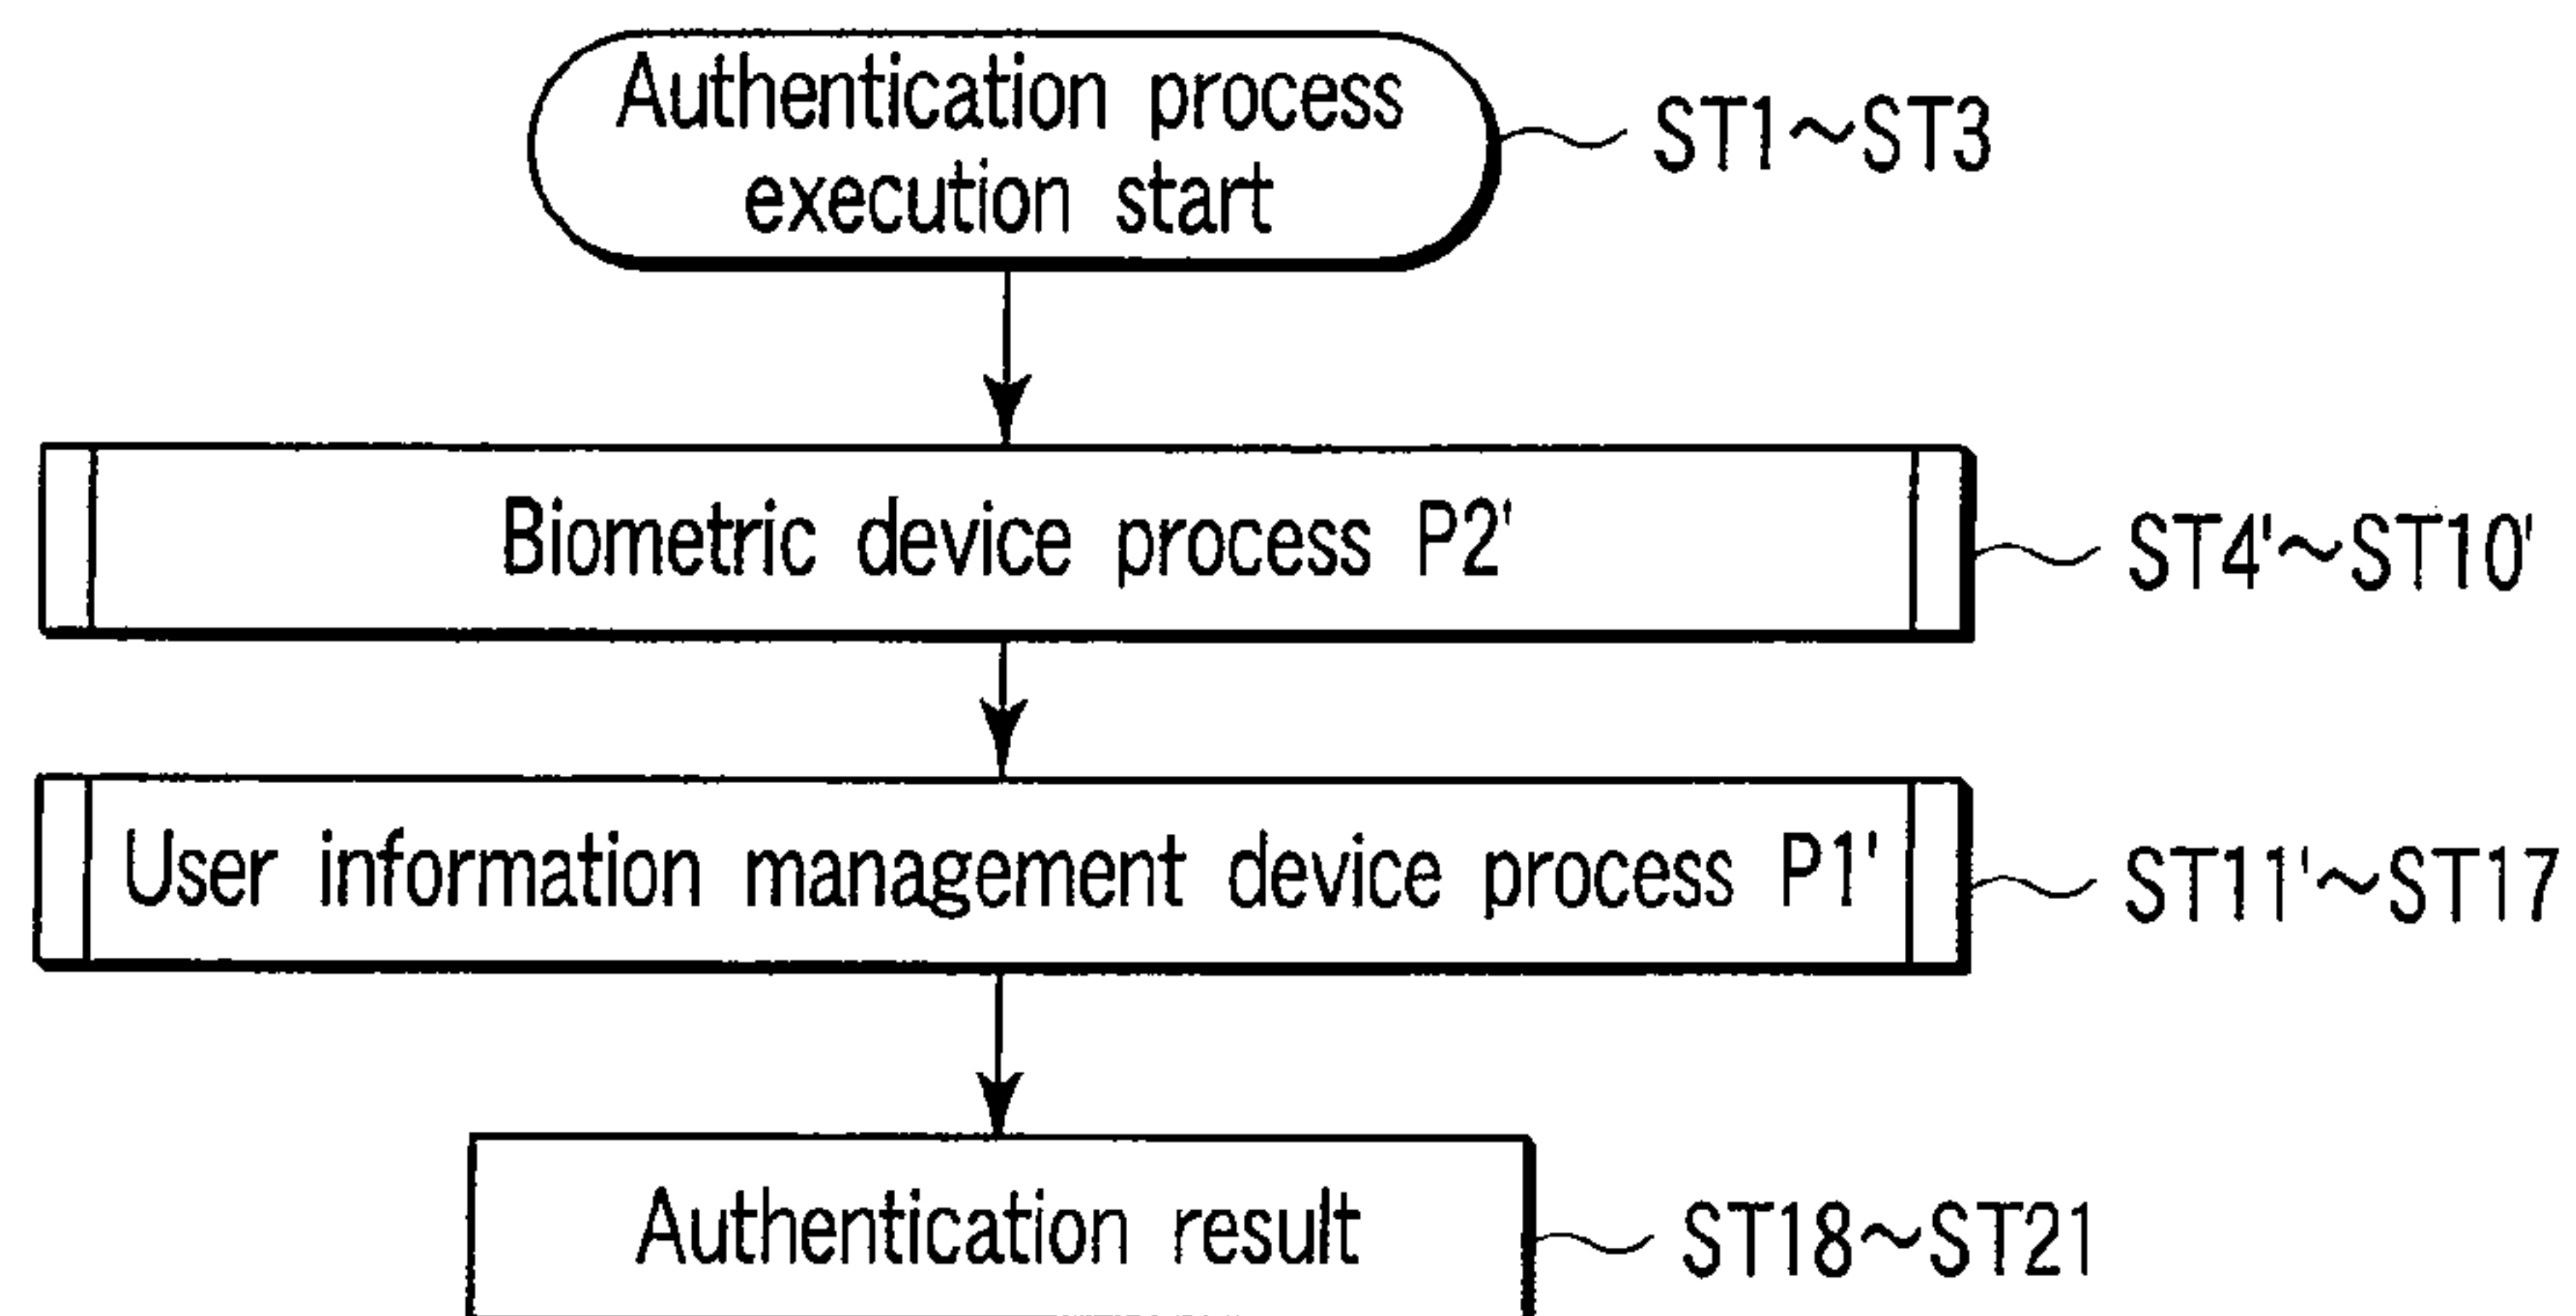 Authentication process
execution start
ST1~ST3
Biometric device process P2'
ST4'~ST10'
User information management device process P1'
ST11'~ST17
Authentication result
ST18~ST21